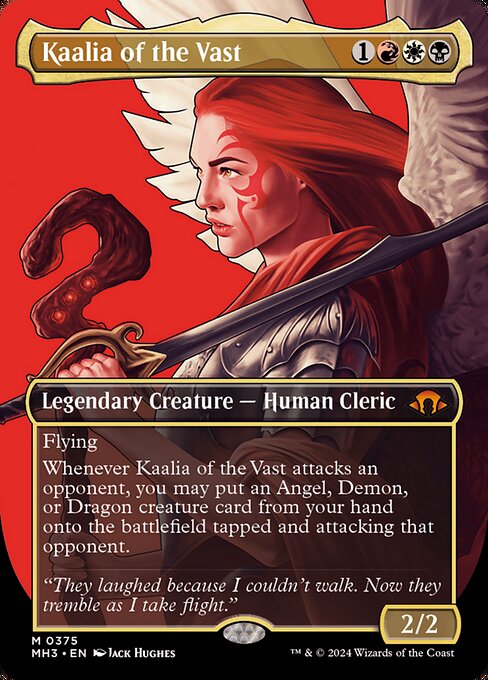 Kaalia of the Vast 1
Legendary Creature — Human Cleric
Flying
Whenever Kaalia of the Vast attacks an
opponent, you may put an Angel, Demon,
or Dragon creature card from your hand
onto the battlefield tapped and attacking that
opponent.
“They laughed because I couldn’t walk. Now they
tremble as I take flight.”
2/2
M 0375
MH3 • EN Jack Hughes ™ & © 2024 Wizards of the Coast